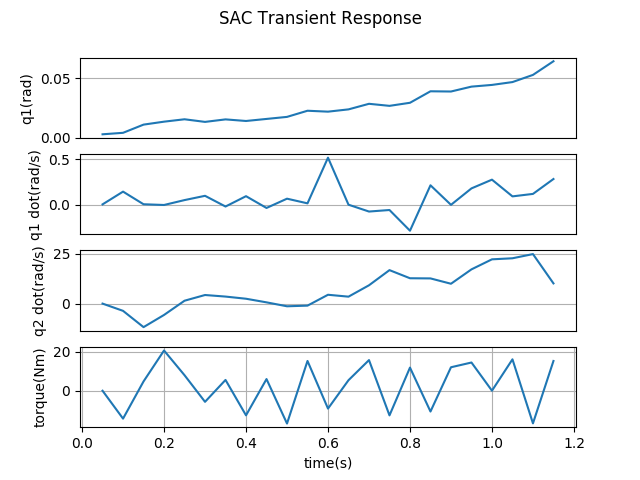 SAC Transient Response
q1(rad)
0.05
0.00
q1 dot(rad/s)
0.5
0.0
q2 dot(rad/s)
25
0
torque(Nm)
20
0
0.0 0.2 0.4 0.6 0.8 1.0 1.2
time(s)